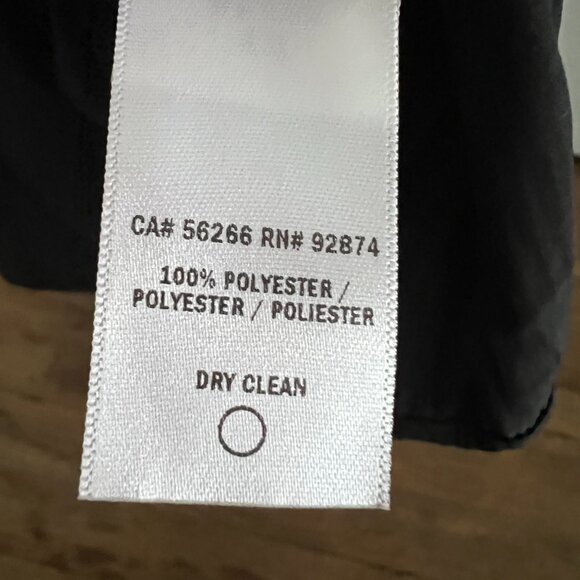 CA# 56266 RN# 92874
100% POLYESTER /
POLYESTER / POLIESTER
DRY CLEAN